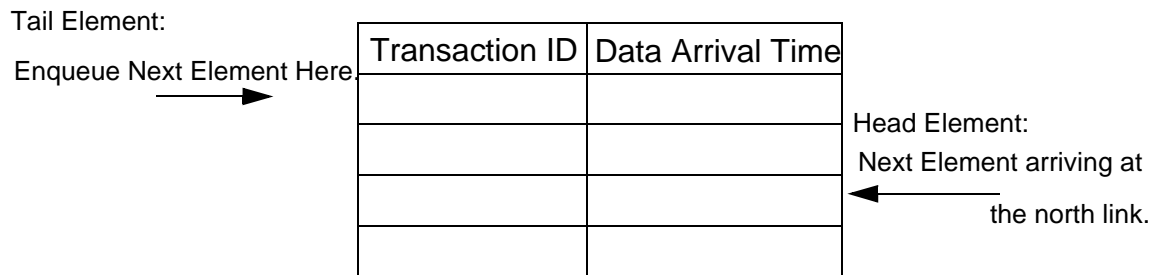 Tail Element:
Enqueue Next Element Here.
Transaction ID Data Arrival Time
Head Element:
Next Element arriving at
the north link.